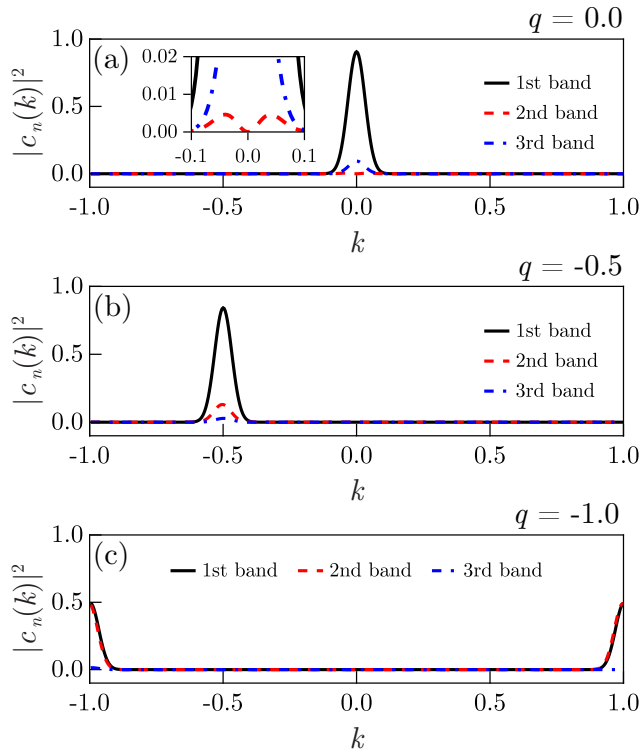 q = 0.0
(a)
1.0
0.5
0.0
|c_n(k)|^2
0.02
0.01
0.00
-0.1
0.0
0.1
1st band
2nd band
3rd band
-1.0 -0.5 0.0 0.5 1.0
k
q = -0.5
(b)
1.0
0.5
0.0
|c_n(k)|^2
1st band
2nd band
3rd band
-1.0 -0.5 0.0 0.5 1.0
k
q = -1.0
(c)
1.0
0.5
0.0
|c_n(k)|^2
1st band 2nd band 3rd band
-1.0 -0.5 0.0 0.5 1.0
k